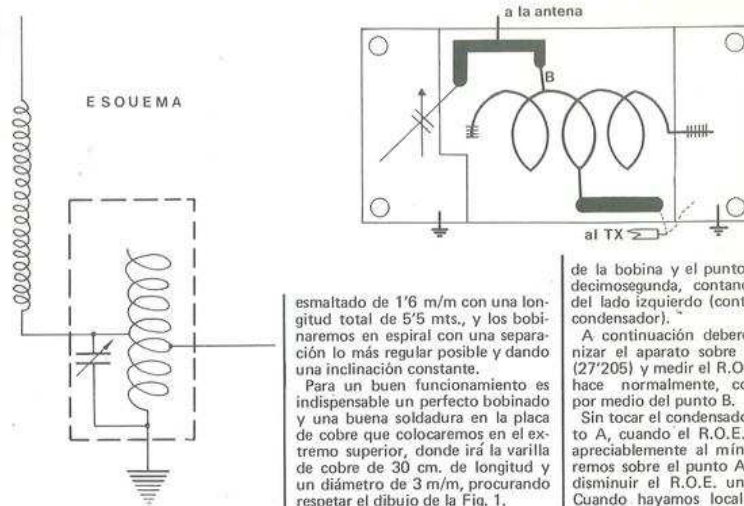 ESQUEMA
a la antena
B
al TX
esmaltado de 1'6 m/m con una lon-
gitud total de 5'5 mts., y los bobi-
naremos en espiral con una separa-
ción lo más regular posible y dando
una inclinación constante.
Para un buen funcionamiento es
indispensable un perfecto bobinado
y una buena soldadura en la placa
de cobre que colocaremos en el ex-
tremo superior, donde irá la varilla
de cobre de 30 cm. de longitud y
un diámetro de 3 m/m, procurando
respetar el dibujo de la Fig. 1.
de la bobina y el punto
decimosegunda, contand
del lado izquierdo (cont
condensador).
A continuación debere
nizar el aparato sobre
(27'205) y medir el R.O
hace normalmente, co
por medio del punto B.
Sin tocar el condensado
to A, cuando el R.O.E.
apreciablemente al mín
remos sobre el punto A
disminuir el R.O.E. un
Cuando hayamos local